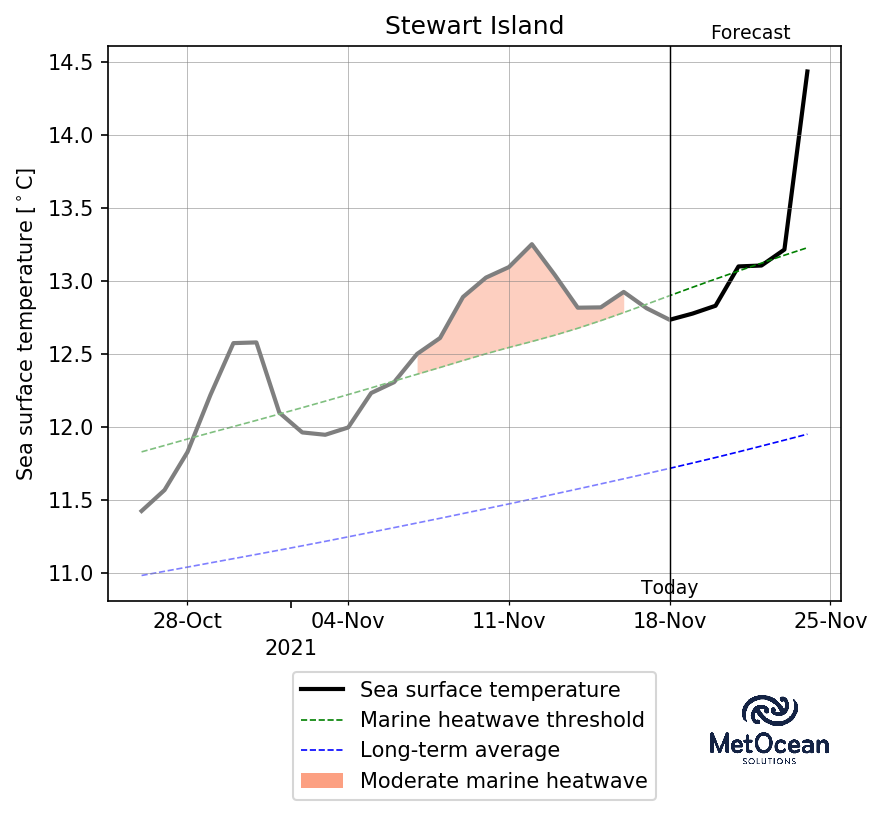 Stewart Island
Forecast
Sea surface temperature [°C]
14.5
14.0
13.5
13.0
12.5
12.0
11.5
11.0
Today
28-Oct 04-Nov 11-Nov 18-Nov 25-Nov
2021
Sea surface temperature
Marine heatwave threshold
Long-term average
Moderate marine heatwave
MetOcean
SOLUTIONS